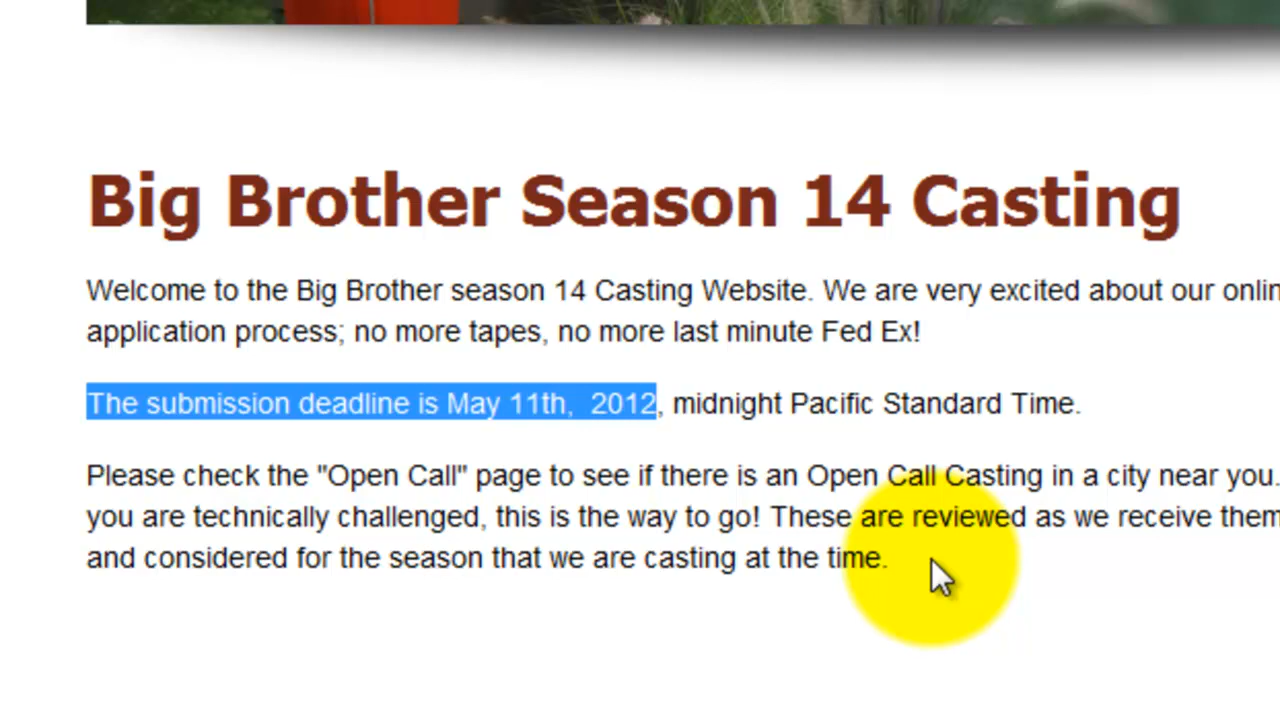 Big Brother Season 14 Casting
Welcome to the Big Brother season 14 Casting Website. We are very excited about our
application process; no more tapes, no more last minute Fed Ex!
The submission deadline is May 11th,  2012, midnight Pacific Standard Time.
Please check the "Open Call" page to see if there is an Open Call Casting in a city near you.
you are technically challenged, this is the way to go! These are reviewed as we receive them
and considered for the season that we are casting at the time.